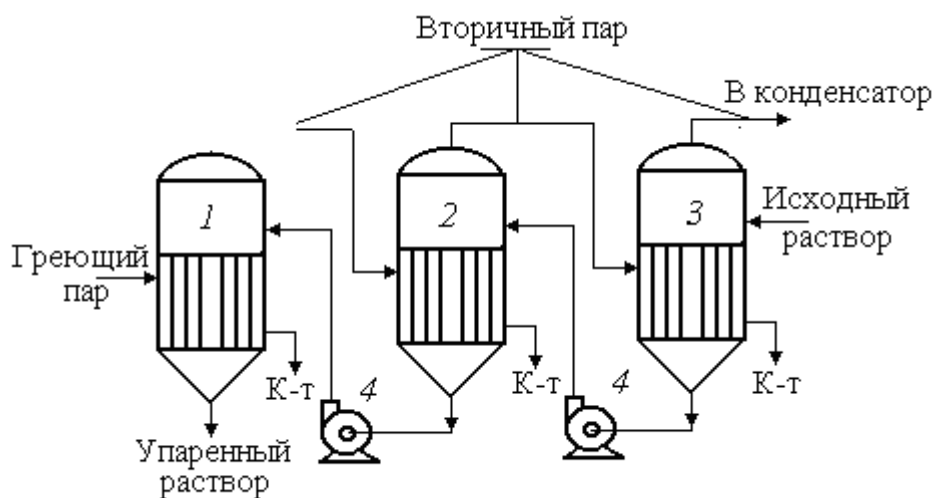 Вторичный пар
В конденсатор
1
2
3
Исходный
раствор
Греющий
пар
К-т
4
К-т
4
К-т
Упаренный
раствор